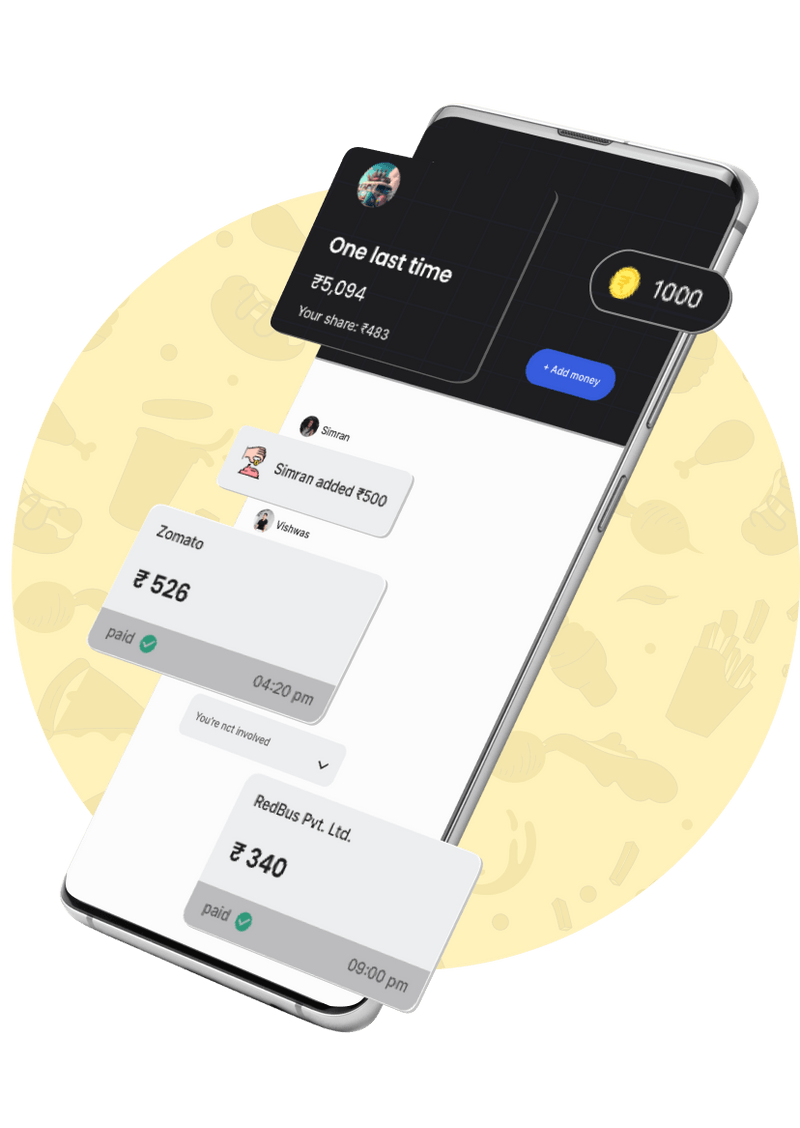 One last time
₹5,094
Your share: ₹483
1000
+ Add money
Simran
Simran added ₹500
Vishwas
Zomato
₹ 526
paid
04:20 pm
You're nct involved
RedBus Pvt. Ltd.
₹ 340
paid
09:00 pm